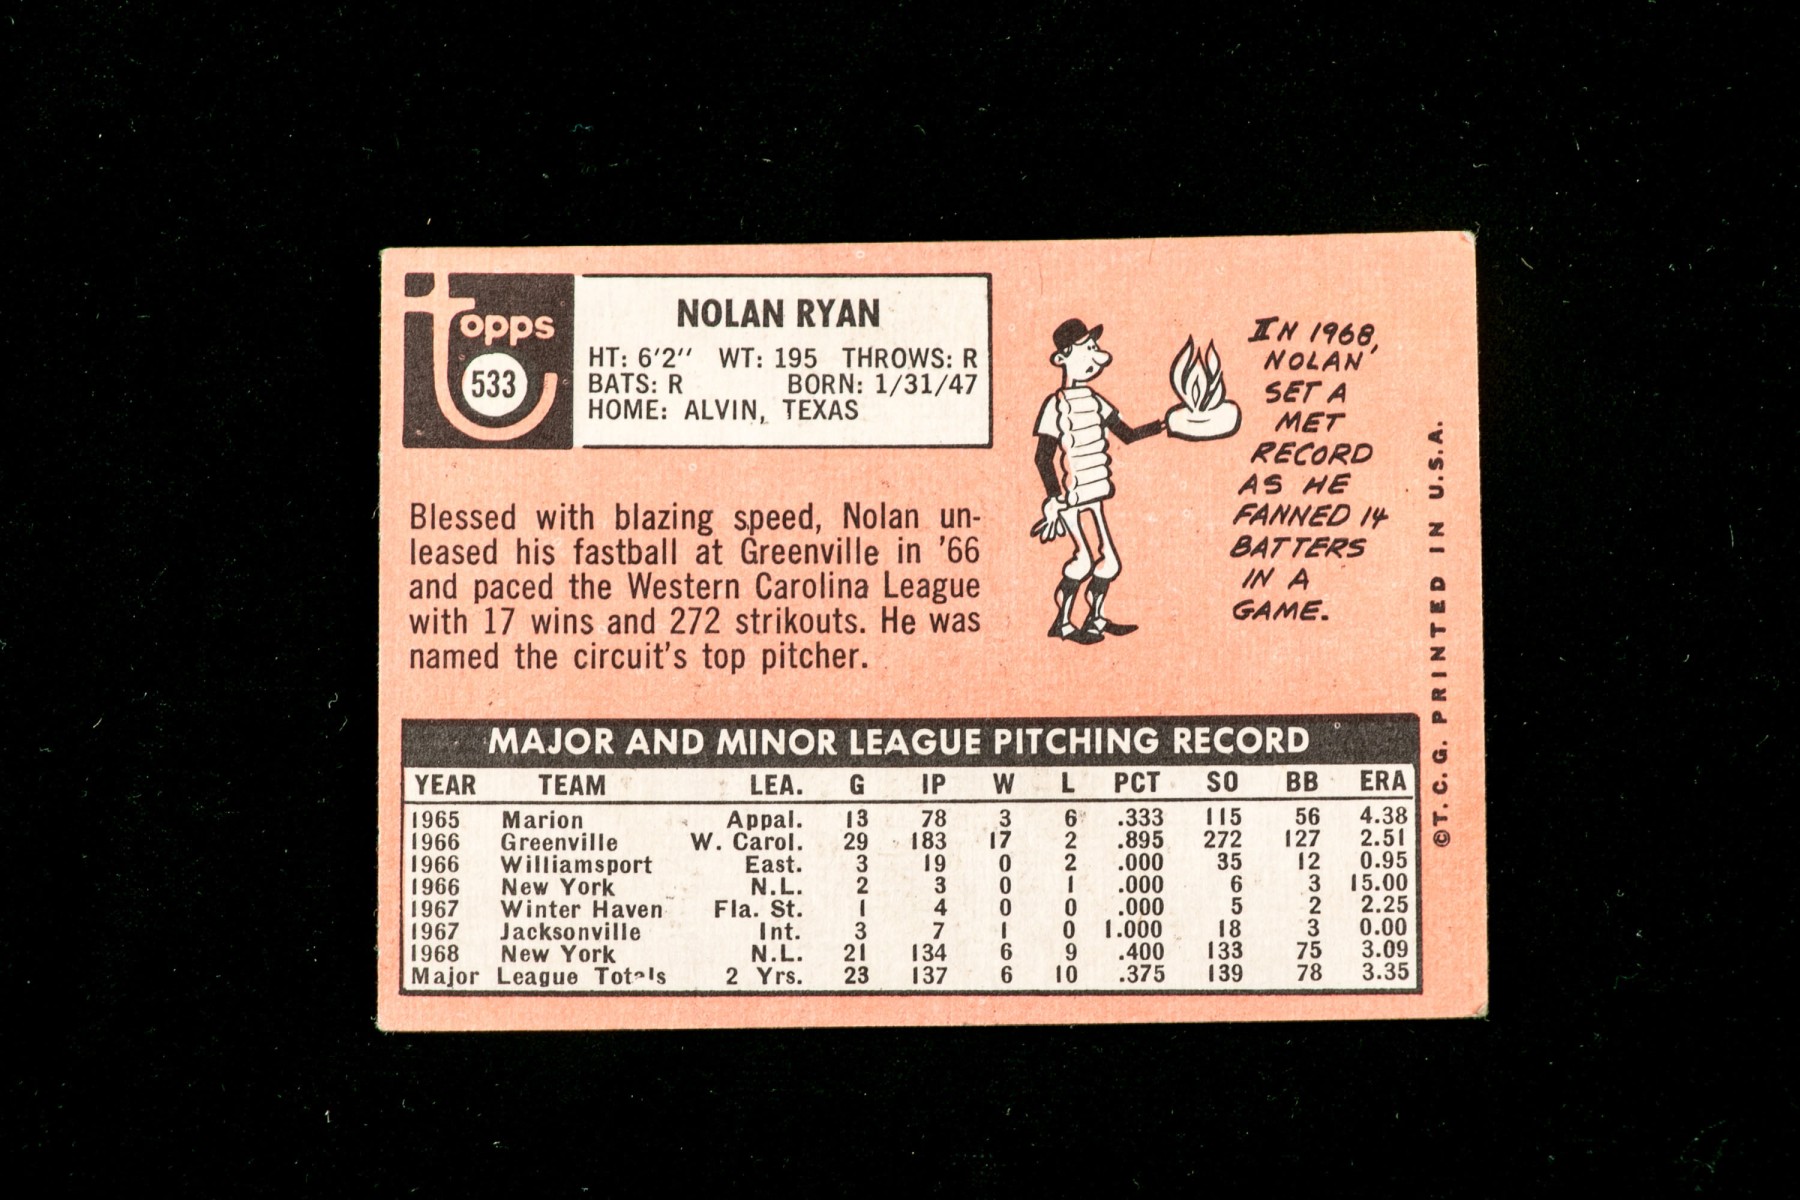 topps
533
NOLAN RYAN
HT: 6'2" WT: 195 THROWS: R
BATS: R BORN: 1/31/47
HOME: ALVIN, TEXAS
IN 1968,
NOLAN
SET A
MET
RECORD
AS HE
FANNED 14
BATTERS
IN A
GAME.
Blessed with blazing speed, Nolan un-
leased his fastball at Greenville in '66
and paced the Western Carolina League
with 17 wins and 272 strikouts. He was
named the circuit's top pitcher.
MAJOR AND MINOR LEAGUE PITCHING RECORD
YEAR TEAM LEA. G IP W L PCT SO BB ERA
1965 Marion Appal. 13 78 3 6 .333 115 56 4.38
1966 Greenville W. Carol. 29 183 17 2 .895 272 127 2.51
1966 Williamsport East. 3 19 0 2 .000 35 12 0.95
1966 New York N.L. 2 3 0 1 .000 6 3 15.00
1967 Winter Haven Fla. St. 1 4 0 0 .000 5 2 2.25
1967 Jacksonville Int. 3 7 1 0 1.000 18 3 0.00
1968 New York N.L. 21 134 6 9 .400 133 75 3.09
Major League Totals 2 Yrs. 23 137 6 10 .375 139 78 3.35
©T.C.G. PRINTED IN U.S.A.